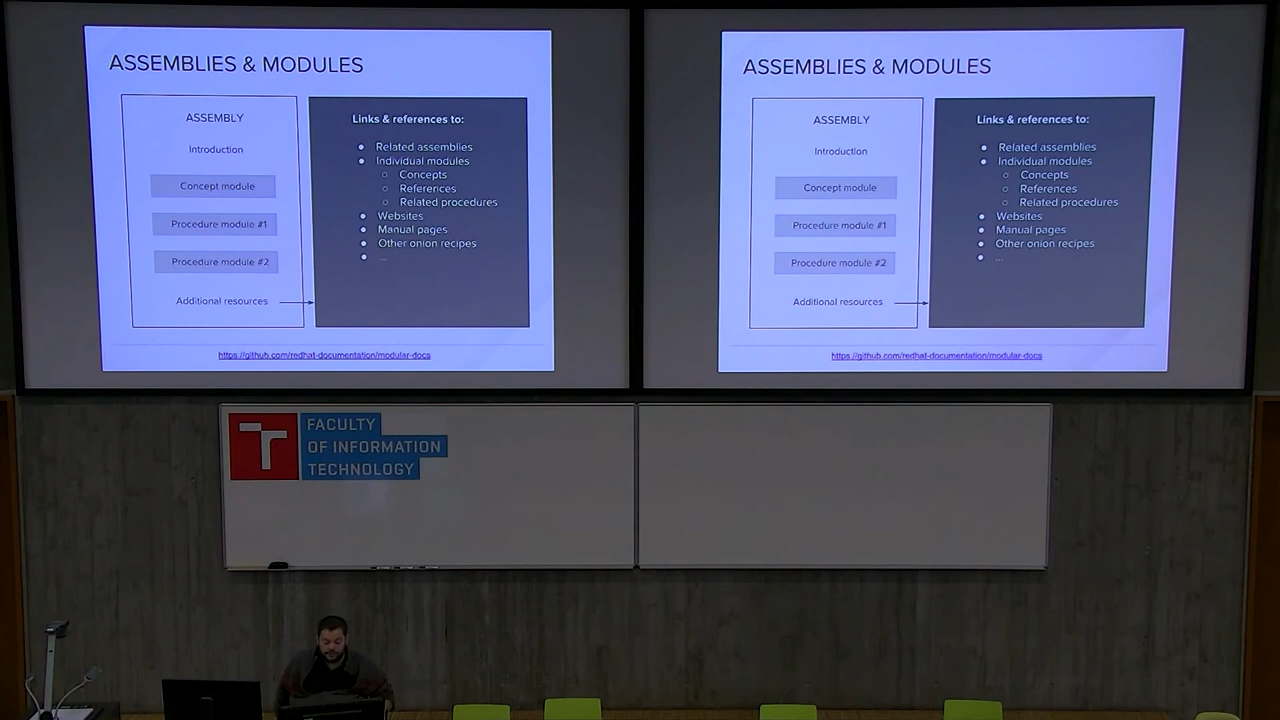 ASSEMBLIES & MODULES
ASSEMBLY
Introduction
Concept module
Procedure module #1
Procedure module #2
Additional resources
Links & references to:
Related assemblies
Individual modules
Concepts
References
Related procedures
Websites
Manual pages
Other onion recipes
...
https://github.com/redhat-documentation/modular-docs
ASSEMBLIES & MODULES
ASSEMBLY
Introduction
Concept module
Procedure module #1
Procedure module #2
Additional resources
Links & references to:
Related assemblies
Individual modules
Concepts
References
Related procedures
Websites
Manual pages
Other onion recipes
...
https://github.com/redhat-documentation/modular-docs
FACULTY
OF INFORMATION
TECHNOLOGY